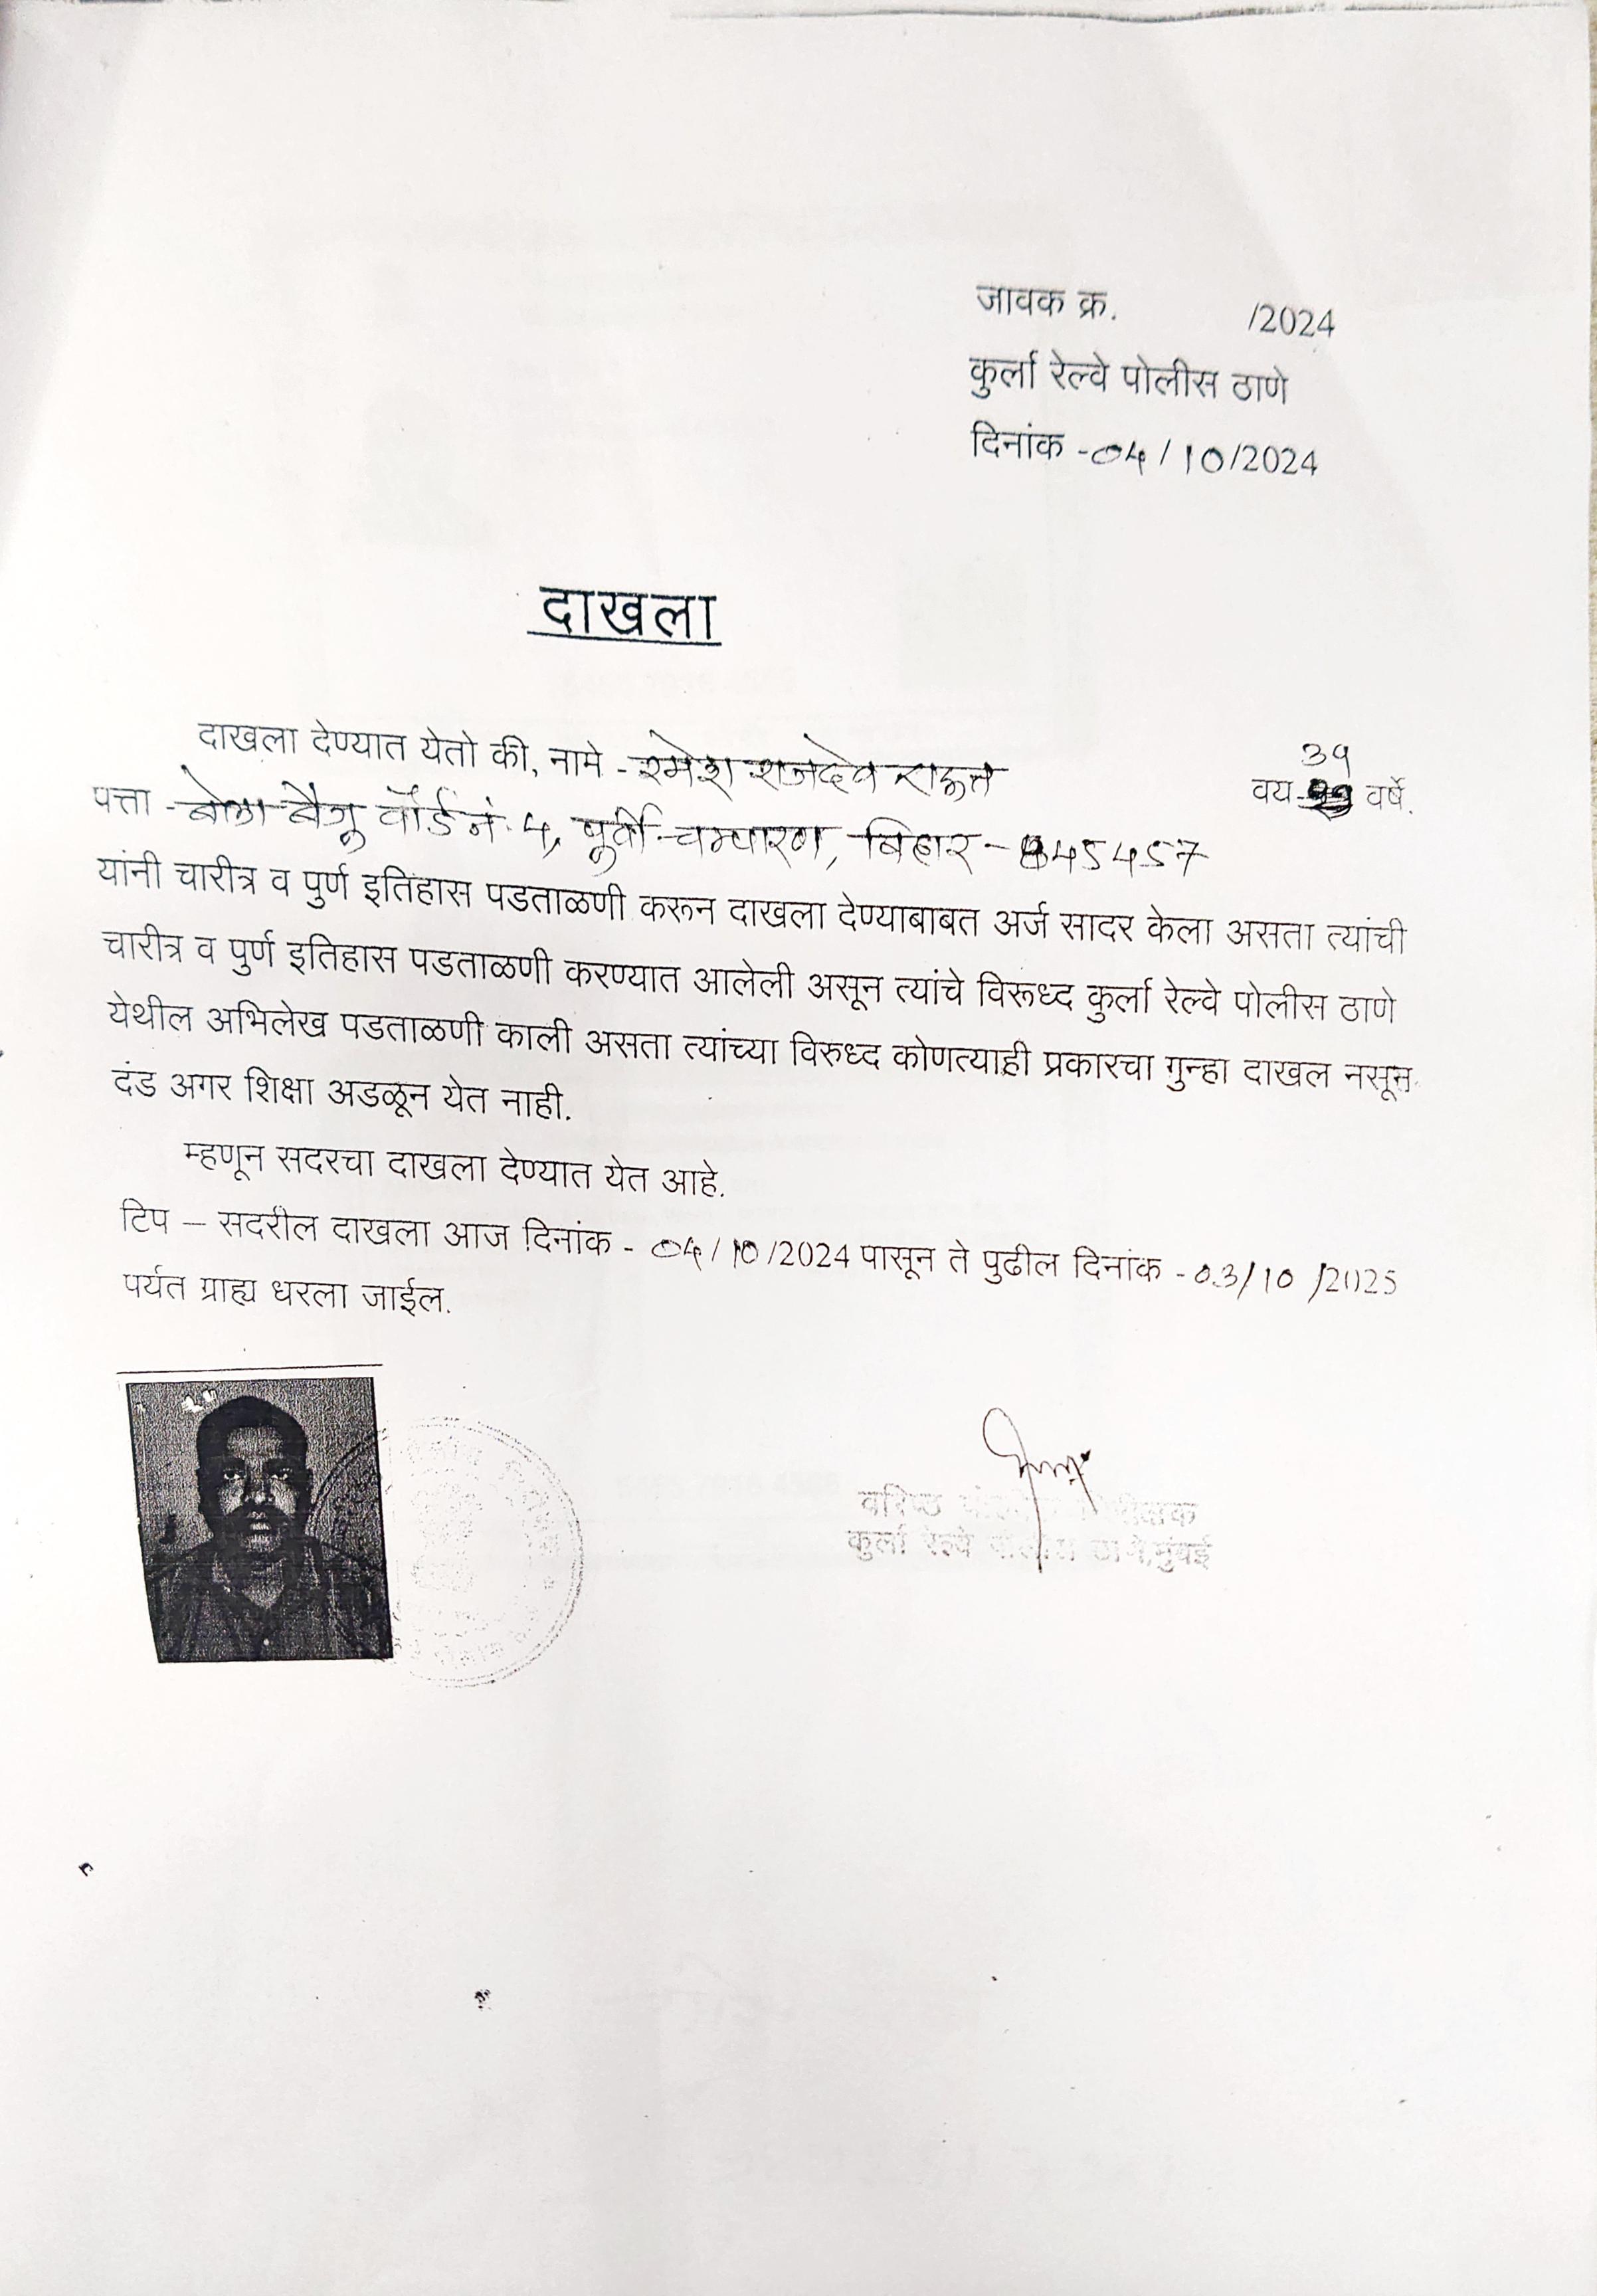 जावक क्र. /2024
कुर्ला रेल्वे पोलीस ठाणे
दिनांक -04/10/2024
दाखला
39
दाखला देण्यात येतो की, नामे - रमेश राजदेव राऊत वय- वर्षे.
पत्ता - बैजू वॉर्ड नं. 4, पूर्वी चम्पारण, बिहार - 845457
यांनी चारीत्र व पुर्ण इतिहास पडताळणी करून दाखला देण्याबाबत अर्ज सादर केला असता त्यांची
चारीत्र व पुर्ण इतिहास पडताळणी करण्यात आलेली असून त्यांचे विरूध्द कुर्ला रेल्वे पोलीस ठाणे
येथील अभिलेख पडताळणी काली असता त्यांच्या विरुध्द कोणत्याही प्रकारचा गुन्हा दाखल नसून
दंड अगर शिक्षा अडळून येत नाही.
म्हणून सदरचा दाखला देण्यात येत आहे.
टिप – सदरील दाखला आज दिनांक - 04/10/2024 पासून ते पुढील दिनांक - 03/10/2025
पर्यत ग्राह्य धरला जाईल.
वरिष्ठ
कुर्ला रेल्वे पोलीस ठाणे,मुंबई